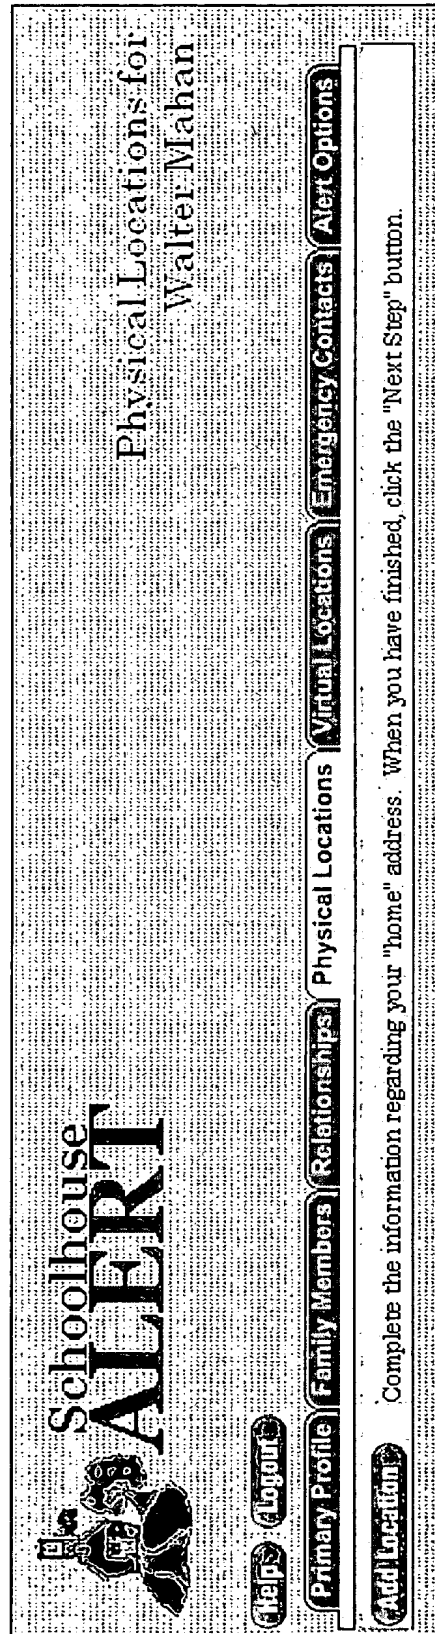 Schoolhouse
ALERT
Physical Locations for
Walter Mahan
Help Logout
Primary Profile Family Members Relationships Physical Locations Virtual Locations Emergency Contacts Alert Options
Add Location Complete the information regarding your "home" address. When you have finished, click the "Next Step" button.